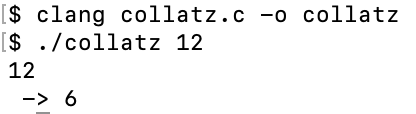 [$ clang collatz.c -o collatz
[$ ./collatz 12
12
 -> 6